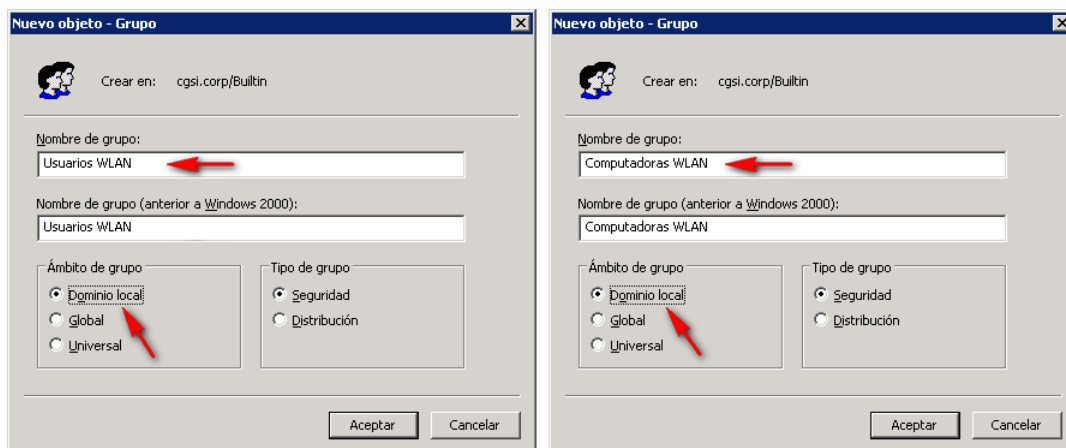 Nuevo objeto - Grupo
Crear en: cgsi.corp/Builtin
Nombre de grupo:
Usuarios WLAN
Nombre de grupo (anterior a Windows 2000):
Usuarios WLAN
Ámbito de grupo
Dominio local
Global
Universal
Tipo de grupo
Seguridad
Distribución
Aceptar
Cancelar
Nuevo objeto - Grupo
Crear en: cgsi.corp/Builtin
Nombre de grupo:
Computadoras WLAN
Nombre de grupo (anterior a Windows 2000):
Computadoras WLAN
Ámbito de grupo
Dominio local
Global
Universal
Tipo de grupo
Seguridad
Distribución
Aceptar
Cancelar